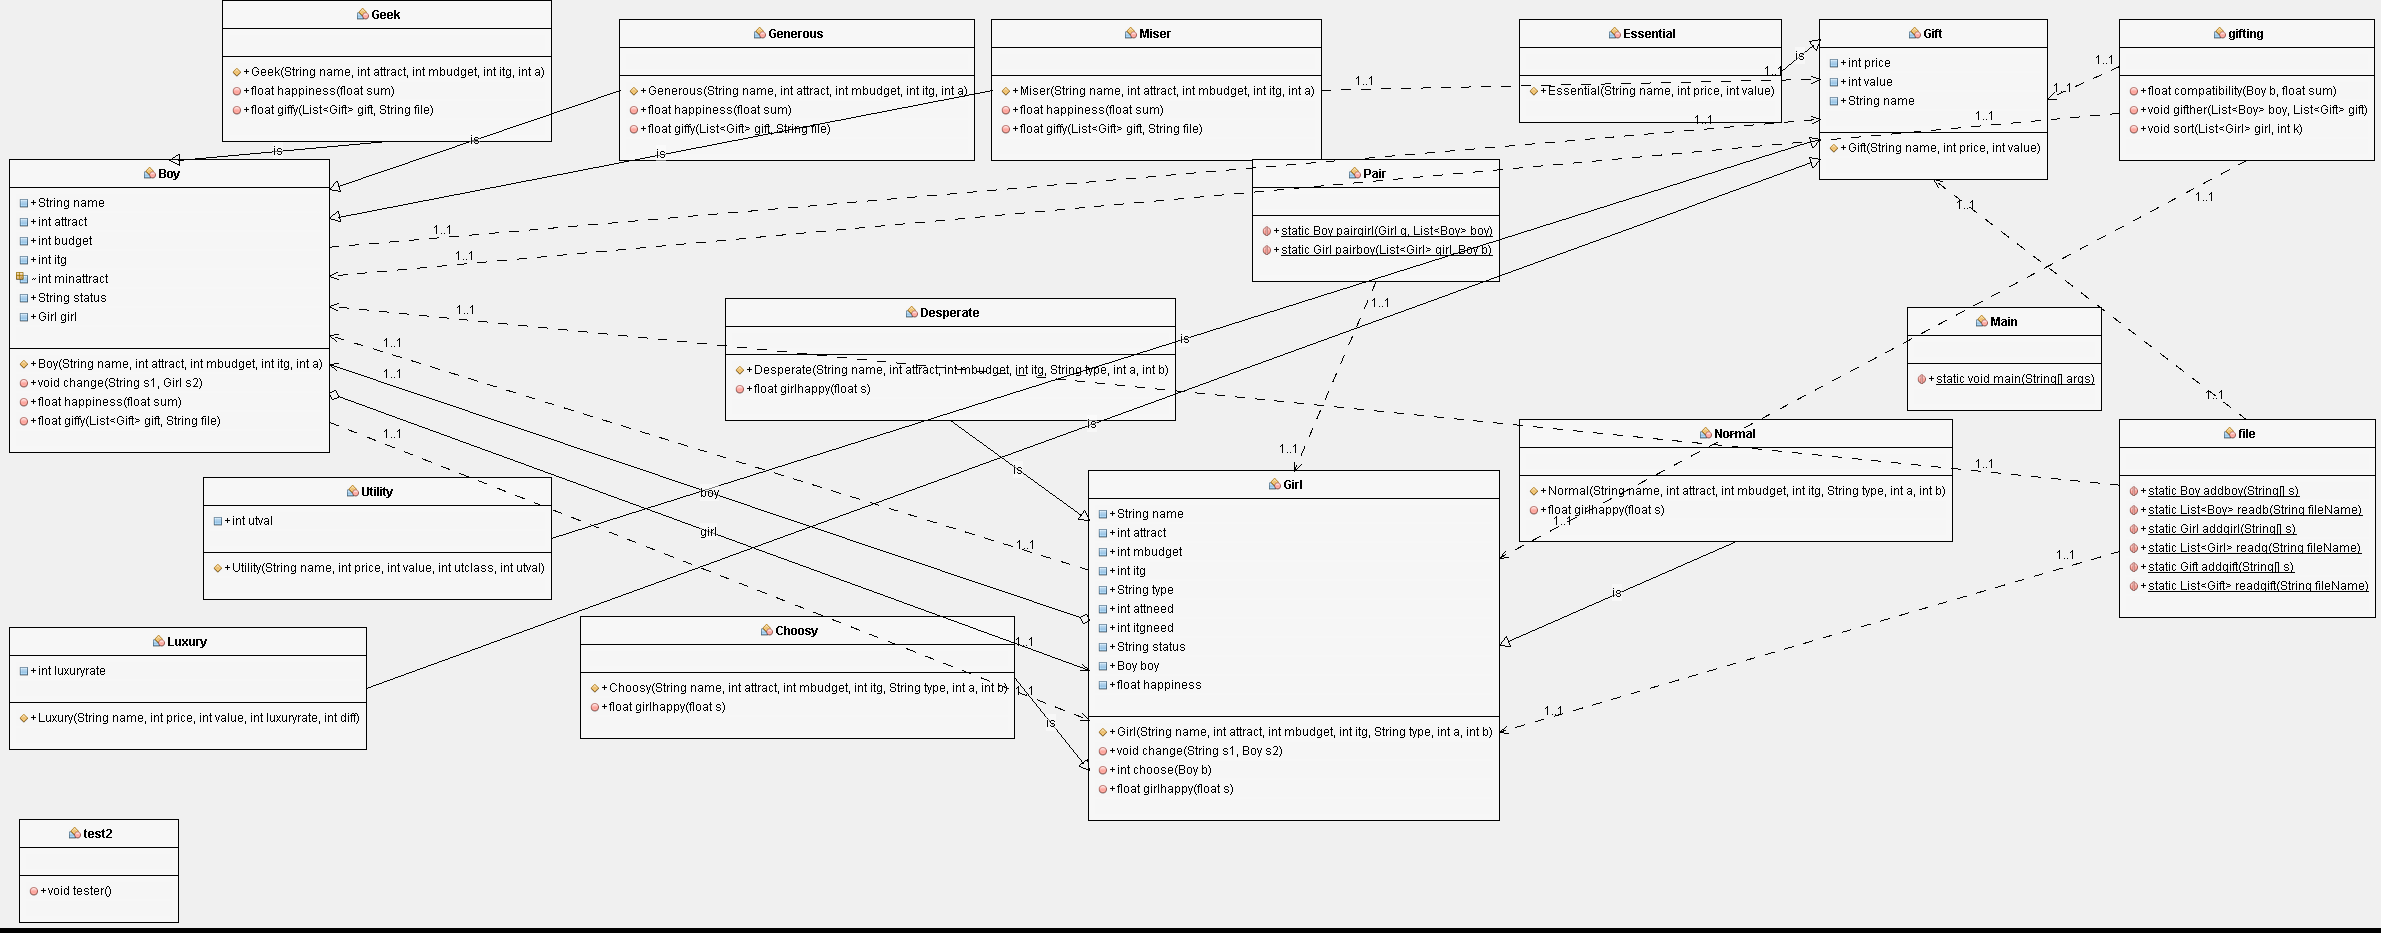 Geek
+Geek(String name, int attract, int mbudget, int itg, int a)
+float happiness(float sum)
+float giffy(List<Gift> gift, String file)
Generous
+Generous(String name, int attract, int mbudget, int itg, int a)
+float happiness(float sum)
+float giffy(List<Gift> gift, String file)
Miser
+Miser(String name, int attract, int mbudget, int itg, int a)
+float happiness(float sum)
+float giffy(List<Gift> gift, String file)
Essential
+Essential(String name, int price, int value)
Gift
+int price
+int value
+String name
+Gift(String name, int price, int value)
gifting
+float compatibility(Boy b, float sum)
+void gifther(List<Boy> boy, List<Gift> gift)
+void sort(List<Girl> girl, int k)
is
is
is
1..1
1..1
is
1..1
1..1
1..1
1..1
Boy
+String name
+int attract
+int budget
+int itg
~int minattract
+String status
+Girl girl
+Boy(String name, int attract, int mbudget, int itg, int a)
+void change(String s1, Girl s2)
+float happiness(float sum)
+float giffy(List<Gift> gift, String file)
Pair
+static Boy pairgirl(Girl g, List<Boy> boy)
+static Girl pairboy(List<Girl> girl, Boy b)
1..1
1..1
1..1
1..1
1..1
1..1
1..1
1..1
1..1
1..1
Desperate
+Desperate(String name, int attract, int mbudget, int itg, String type, int a, int b)
+float girlhappy(float s)
is
is
is
Main
+static void main(String[] args)
1..1
Normal
+Normal(String name, int attract, int mbudget, int itg, String type, int a, int b)
+float girlhappy(float s)
1..1
1..1
is
file
+static Boy addboy(String[] s)
+static List<Boy> readb(String fileName)
+static Girl addgirl(String[] s)
+static List<Girl> readg(String fileName)
+static Gift addgift(String[] s)
+static List<Gift> readgift(String fileName)
1..1
1..1
Utility
+int utval
+Utility(String name, int price, int value, int utclass, int utval)
boy
girl
1..1
Girl
+String name
+int attract
+int mbudget
+int itg
+String type
+int attneed
+int itgneed
+String status
+Boy boy
+float happiness
+Girl(String name, int attract, int mbudget, int itg, String type, int a, int b)
+void change(String s1, Boy s2)
+int choose(Boy b)
+float girlhappy(float s)
Luxury
+int luxuryrate
+Luxury(String name, int price, int value, int luxuryrate, int diff)
Choosy
+Choosy(String name, int attract, int mbudget, int itg, String type, int a, int b)
+float girlhappy(float s)
1..1
1..1
is
test2
+void tester()